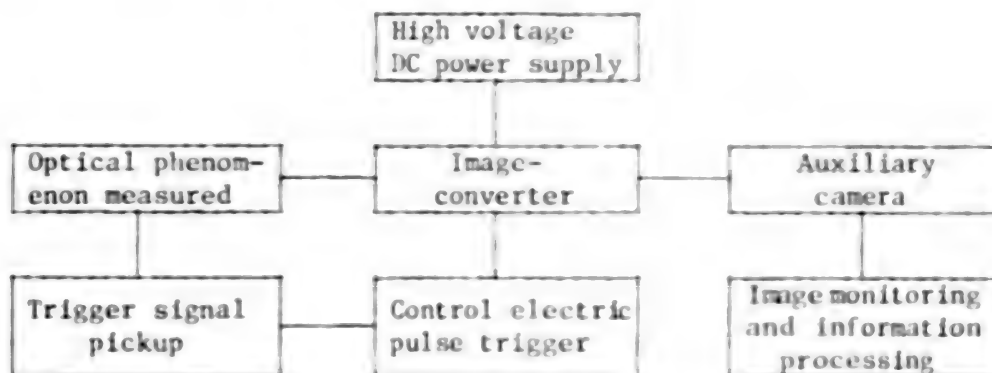 High voltage
DC power supply
Optical phenom-
enon measured
Image-
converter
Auxiliary
camera
Trigger signal
pickup
Control electric
pulse trigger
Image monitoring
and information
processing